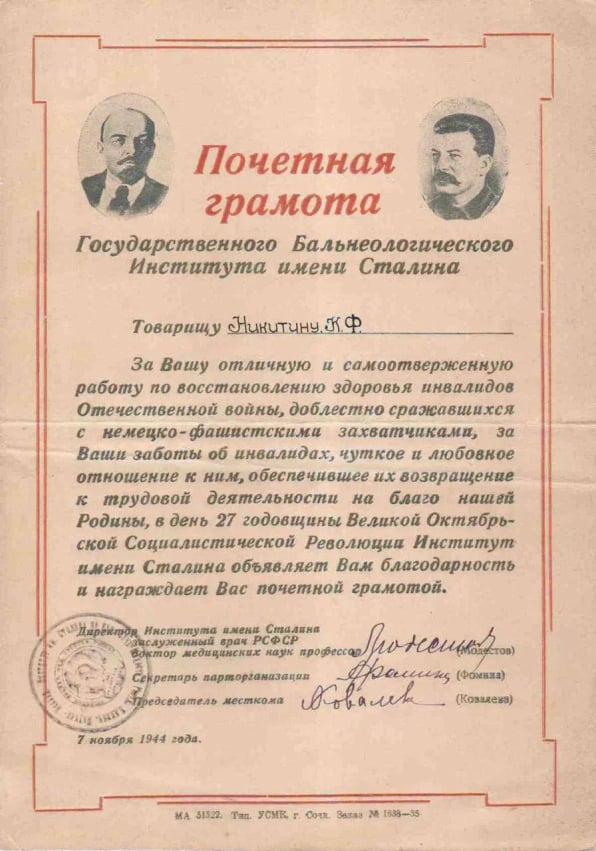 Почетная
грамота
Государственного Бальнеологического
Института имени Сталина
Товарищу Никитину К.Ф.
За Вашу отличную и самоотверженную
работу по восстановлению здоровья инвалидов
Отечественной войны, доблестно сражавшихся
с немецко-фашистскими захватчиками, за
Ваши заботы об инвалидах, чуткое и любовное
отношение к ним, обеспечившее их возвращение
к трудовой деятельности на благо нашей
Родины, в день 27 годовщины Великой Октябрь-
ской Социалистической Революции Институт
имени Сталина объявляет Вам благодарность
и награждает Вас почетной грамотой.
Директор Института имени Сталина
заслуженный врач РСФСР
доктор медицинских наук профессор (Модестов)
Секретарь парторганизации (Фомина)
Председатель месткома Ковалева (Ковалева)
7 ноября 1944 года.
МА 51522. Тип. УСМК, г. Сочи. Заказ № 1638—35